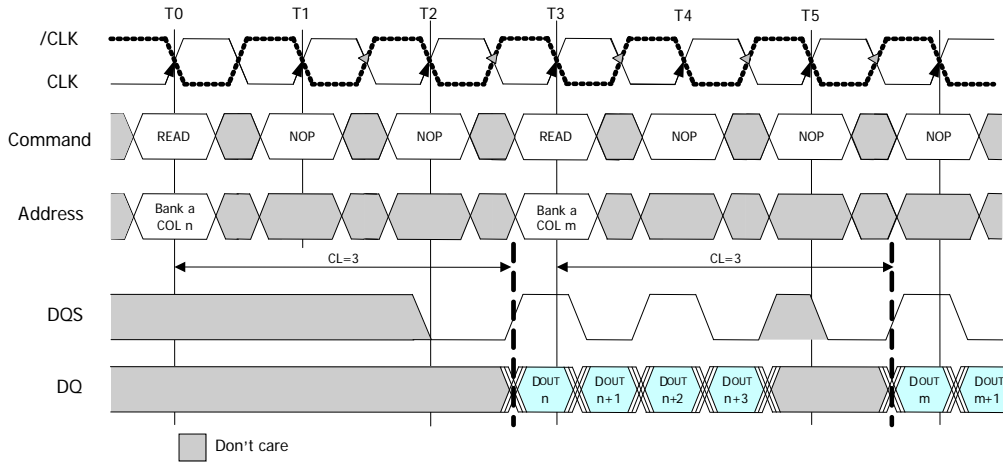 T0 T1 T2 T3 T4 T5
/CLK
CLK
Command READ NOP NOP READ NOP NOP NOP
Address Bank a COL n Bank a COL m
CL=3 CL=3
DQS
DQ DOUT n DOUT n+1 DOUT n+2 DOUT n+3 DOUT m DOUT m+1
Don't care